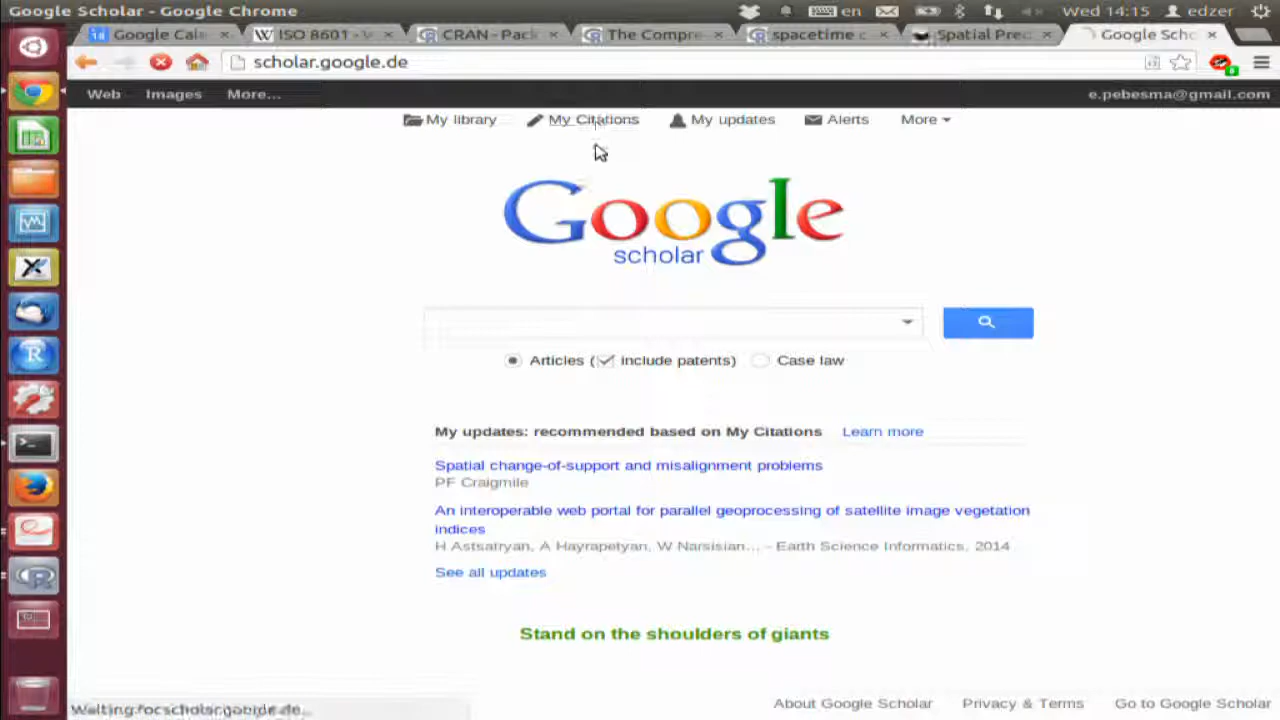 Google Scholar - Google Chrome
en
Wed 14:15
edzer
Google Cal
ISO 8601 -
CRAN - Pack
The Compre
spacetime
Spatial Prec
Google Scho
scholar.google.de
Web Images More...
e.pebesma@gmail.com
My library My Citations My updates Alerts More
Google
scholar
Articles ( include patents) Case law
My updates: recommended based on My Citations Learn more
Spatial change-of-support and misalignment problems
PF Craigmile
An interoperable web portal for parallel geoprocessing of satellite image vegetation
indices
H Astsatryan, A Hayrapetyan, W Narsisian... - Earth Science Informatics, 2014
See all updates
Stand on the shoulders of giants
About Google Scholar Privacy & Terms Go to Google Scholar